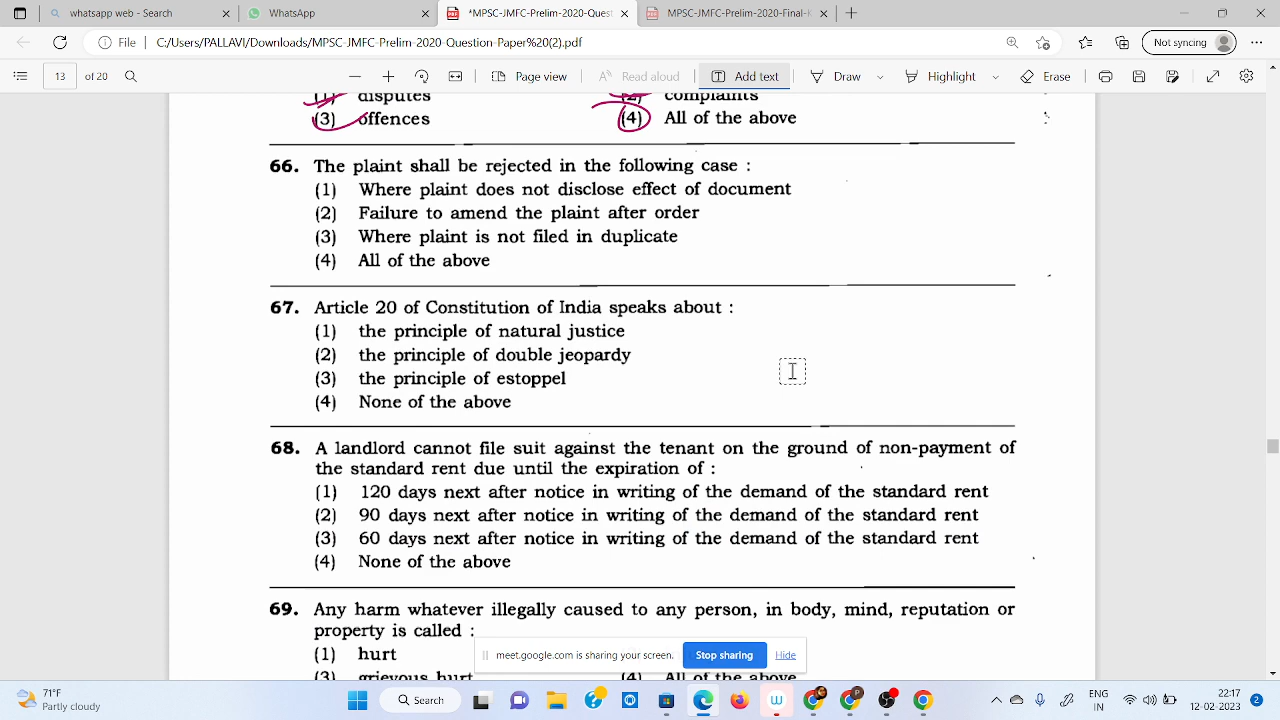 whatsapp web - Search
WhatsApp
*MPSC-JMFC-Prelim-2020-Quest
MPSC-JMFC-Prelim-2020-Final-K
File
C:/Users/PALLAVI/Downloads/MPSC-JMFC-Prelim-2020-Question-Paper%20(2).pdf
Not syncing
13 of 20
Page view
Read aloud
Add text
Draw
Highlight
Erase
(1) disputes (2) complaints
(3) offences (4) All of the above
66. The plaint shall be rejected in the following case :
(1) Where plaint does not disclose effect of document
(2) Failure to amend the plaint after order
(3) Where plaint is not filed in duplicate
(4) All of the above
67. Article 20 of Constitution of India speaks about :
(1) the principle of natural justice
(2) the principle of double jeopardy
(3) the principle of estoppel
(4) None of the above
68. A landlord cannot file suit against the tenant on the ground of non-payment of
the standard rent due until the expiration of :
(1) 120 days next after notice in writing of the demand of the standard rent
(2) 90 days next after notice in writing of the demand of the standard rent
(3) 60 days next after notice in writing of the demand of the standard rent
(4) None of the above
69. Any harm whatever illegally caused to any person, in body, mind, reputation or
property is called :
(1) hurt
(3) grievous hurt (4) All of the above
meet.google.com is sharing your screen.
Stop sharing
Hide
71°F
Partly cloudy
Search
ENG
IN
22:17
12-02-2023
2